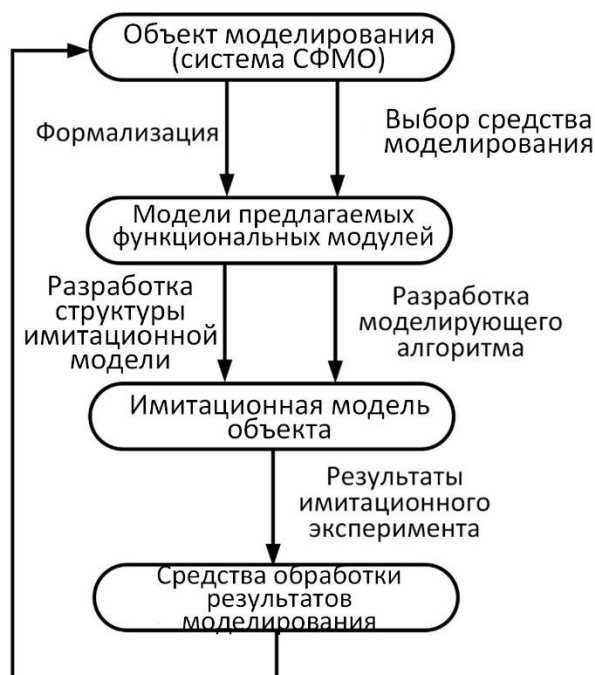 Объект моделирования
(система СФМО)
Формализация
Выбор средства
моделирования
Модели предлагаемых
функциональных модулей
Разработка
структуры
имитационной
модели
Разработка
моделирующего
алгоритма
Имитационная модель
объекта
Результаты
имитационного
эксперимента
Средства обработки
результатов
моделирования